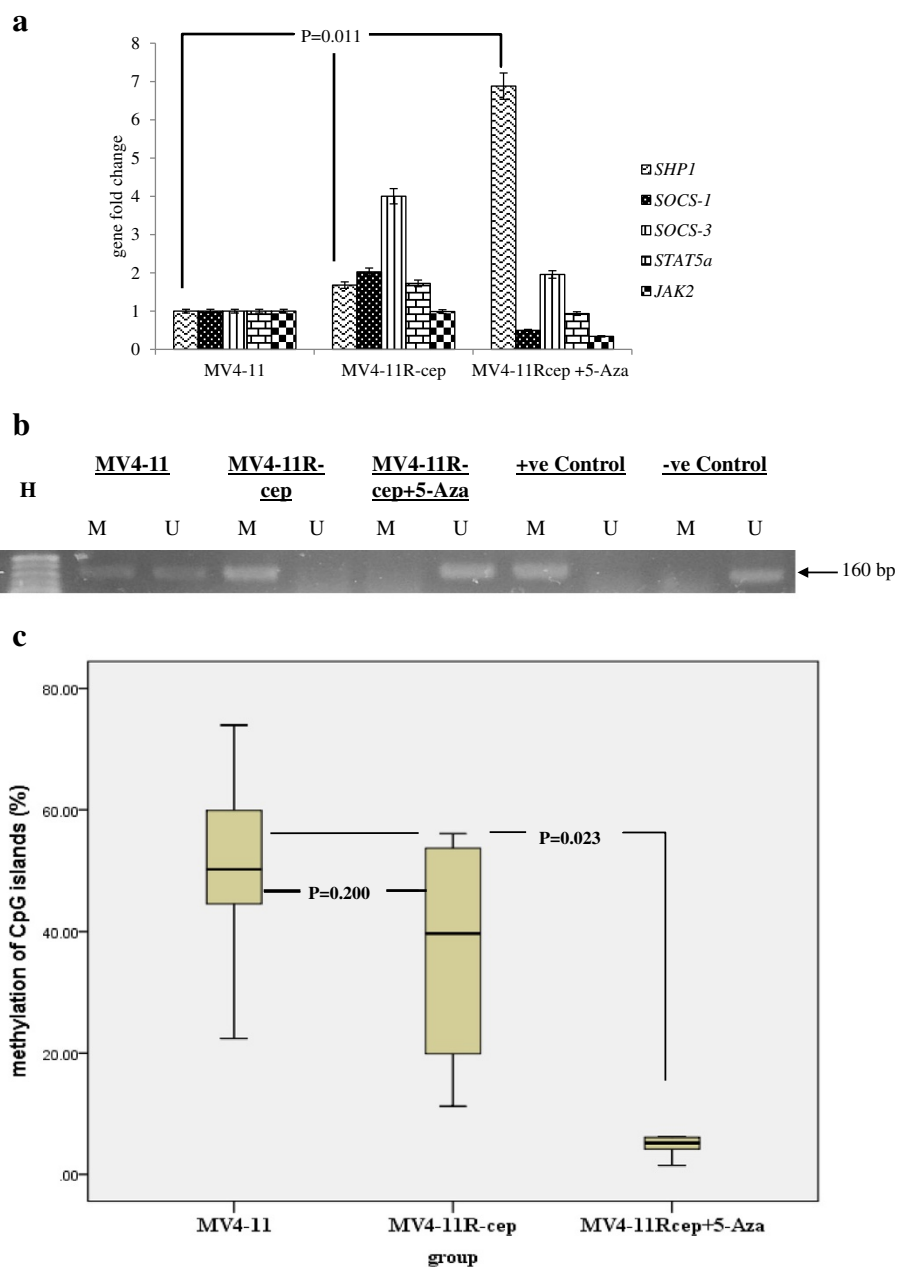 a
P=0.011
8
7
6
5
4
3
2
1
0
gene fold change
SHP1
SOCS-1
SOCS-3
STAT5a
JAK2
MV4-11 MV4-11R-cep MV4-11Rcep +5-Aza
b
MV4-11 MV4-11R- MV4-11R- +ve Control -ve Control
H cep cep+5-Aza
M U M U M U M U M U
160 bp
c
80.00
60.00
40.00
20.00
.00
methylation of CpG islands (%)
P=0.023
P=0.200
MV4-11 MV4-11R-cep MV4-11Rcep+5-Aza
group